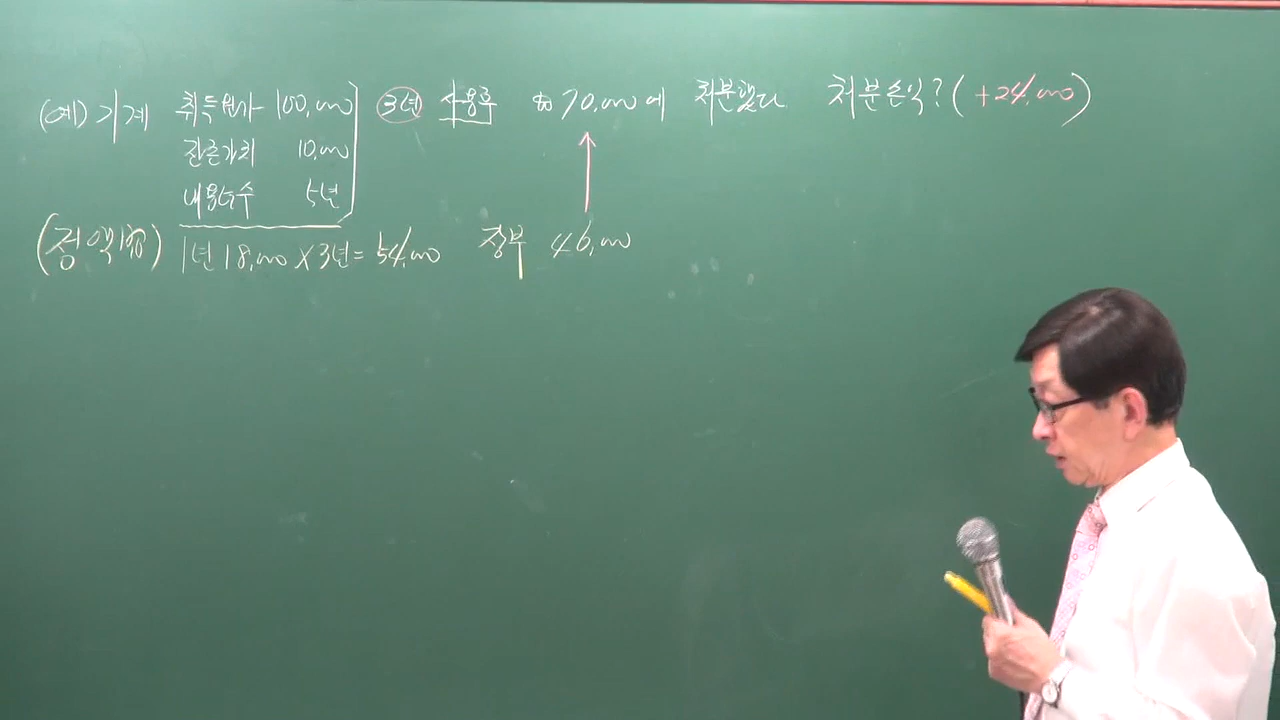 (예) 기계 취득원가 100,000 3년 사용후 ₩70,000에 처분했다. 처분손익? (+24,000)
잔존가치 10,000
내용년수 5년
(정액법) 1년 18,000 × 3년 = 54,000 장부 46,000